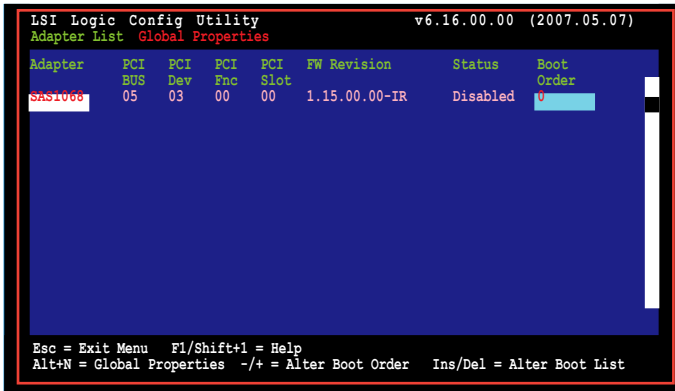 LSI Logic Config Utility v6.16.00.00 (2007.05.07)
Adapter List Global Properties
Adapter PCI PCI PCI PCI FW Revision Status Boot
BUS Dev Fnc Slot Order
SAS1068 05 03 00 00 1.15.00.00-IR Disabled 0
Esc = Exit Menu F1/Shift+1 = Help
Alt+N = Global Properties -/+ = Alter Boot Order Ins/Del = Alter Boot List